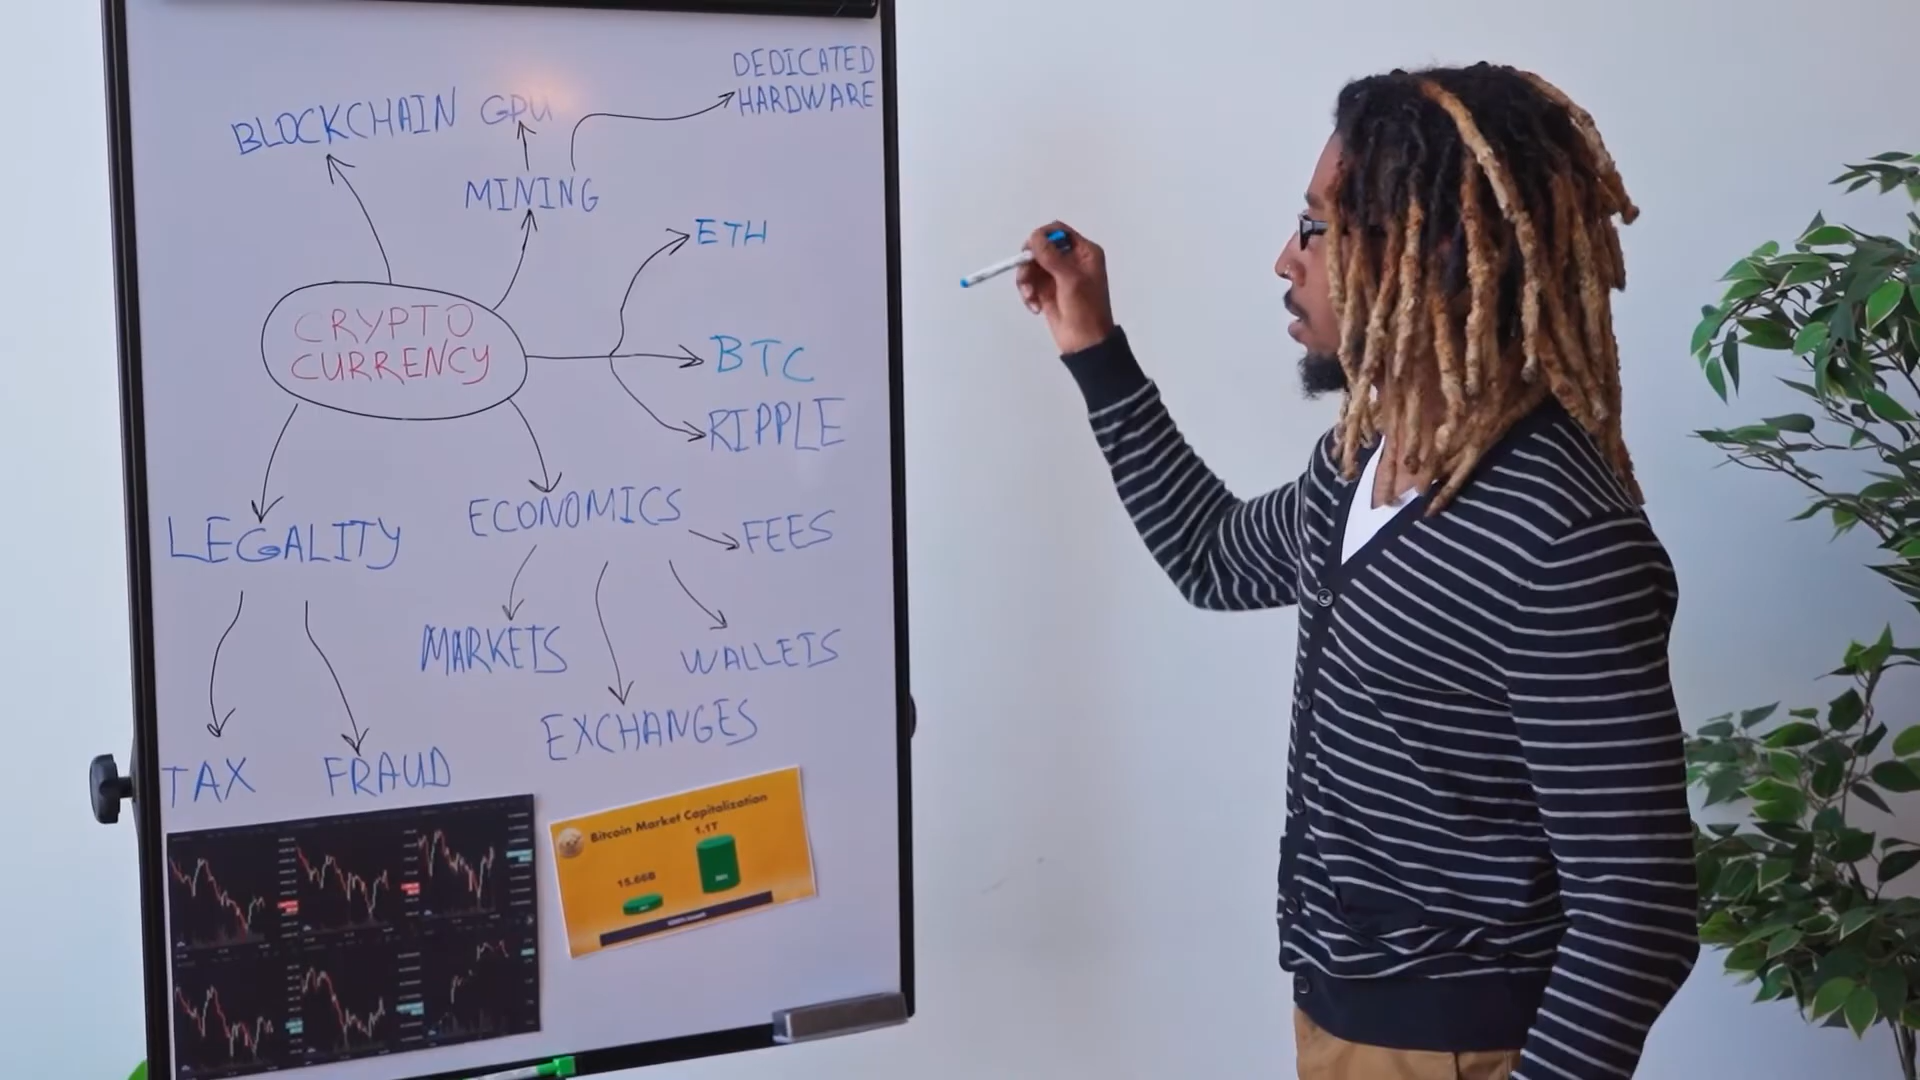 DEDICATED
HARDWARE
BLOCKCHAIN
GPU
MINING
ETH
CRYPTO
CURRENCY
BTC
RIPPLE
LEGALITY
ECONOMICS
FEES
MARKETS
WALLETS
EXCHANGES
TAX
FRAUD
Bitcoin Market Capitalization
1.1T
15.66B